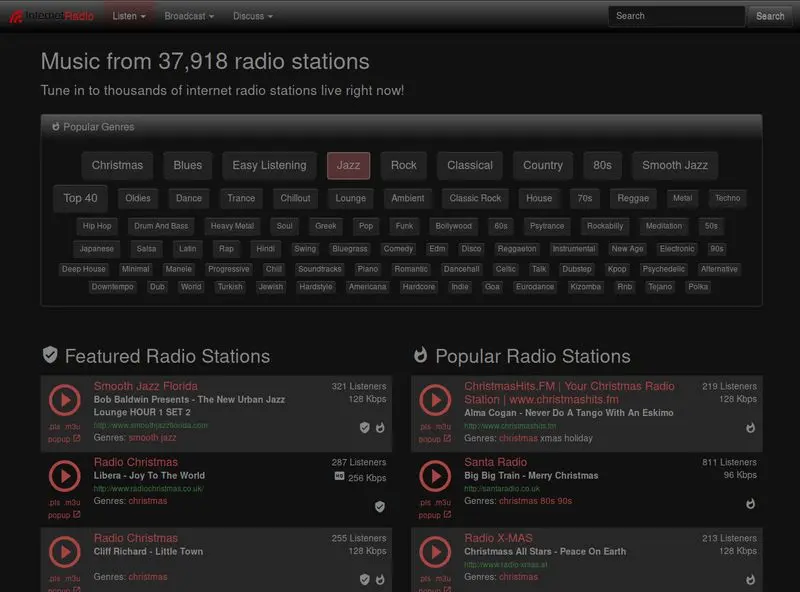 InternetRadio Listen Broadcast Discuss Search Search
Music from 37,918 radio stations
Tune in to thousands of internet radio stations live right now!
Popular Genres
Christmas Blues Easy Listening Jazz Rock Classical Country 80s Smooth Jazz
Top 40 Oldies Dance Trance Chillout Lounge Ambient Classic Rock House 70s Reggae Metal Techno
Hip Hop Drum And Bass Heavy Metal Soul Greek Pop Funk Bollywood 60s Psytrance Rockabilly Meditation 50s
Japanese Salsa Latin Rap Hindi Swing Bluegrass Comedy Edm Disco Reggaeton Instrumental New Age Electronic 90s
Deep House Minimal Manele Progressive Chill Soundtracks Piano Romantic Dancehall Celtic Talk Dubstep Kpop Psychedelic Alternative
Downtempo Dub World Turkish Jewish Hardstyle Americana Hardcore Indie Goa Eurodance Kizomba Rnb Tejano Polka
Featured Radio Stations
Smooth Jazz Florida 321 Listeners
Bob Baldwin Presents - The New Urban Jazz 128 Kbps
Lounge HOUR 1 SET 2
.pls .m3u http://www.smoothjazzflorida.com
popup Genres: smooth jazz
Radio Christmas 287 Listeners
Libera - Joy To The World HD 256 Kbps
http://www.radiochristmas.co.uk/
.pls .m3u Genres: christmas
popup
Radio Christmas 255 Listeners
Cliff Richard - Little Town 128 Kbps
.pls .m3u Genres: christmas
Popular Radio Stations
ChristmasHits.FM | Your Christmas Radio 219 Listeners
Station | www.christmashits.fm 128 Kbps
Alma Cogan - Never Do A Tango With An Eskimo
.pls .m3u http://www.christmashits.fm
popup Genres: christmas xmas holiday
Santa Radio 811 Listeners
Big Big Train - Merry Christmas 96 Kbps
http://santaradio.co.uk
.pls .m3u Genres: christmas 80s 90s
popup
Radio X-MAS 213 Listeners
Christmass All Stars - Peace On Earth 128 Kbps
http://www.radio-xmas.at
.pls .m3u Genres: christmas